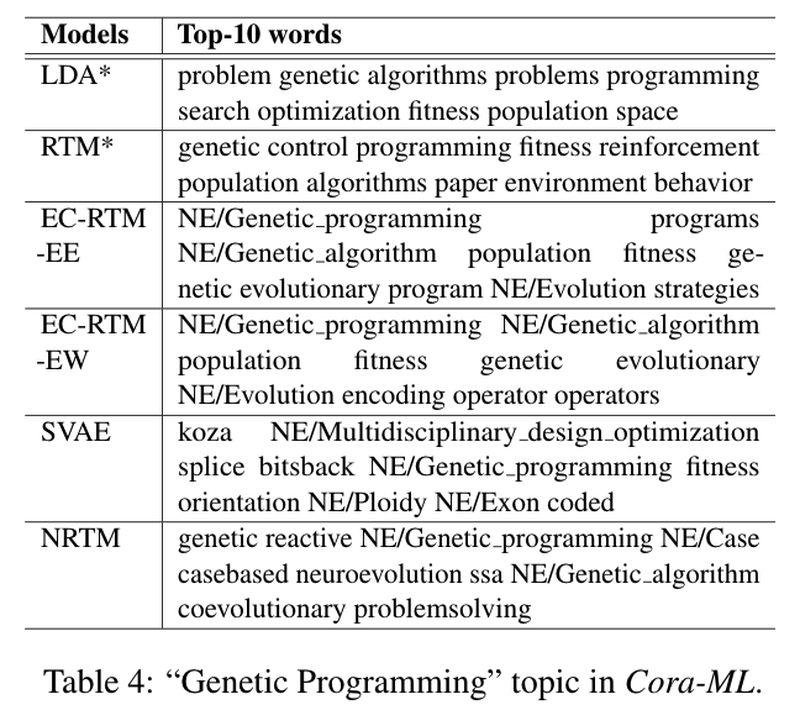 Models Top-10 words
LDA* problem genetic algorithms problems programming
search optimization fitness population space
RTM* genetic control programming fitness reinforcement
population algorithms paper environment behavior
EC-RTM NE/Genetic_programming programs
-EE NE/Genetic_algorithm population fitness ge-
netic evolutionary program NE/Evolution strategies
EC-RTM NE/Genetic_programming NE/Genetic_algorithm
-EW population fitness genetic evolutionary
NE/Evolution encoding operator operators
SVAE koza NE/Multidisciplinary_design_optimization
splice bitsback NE/Genetic_programming fitness
orientation NE/Ploidy NE/Exon coded
NRTM genetic reactive NE/Genetic_programming NE/Case
casebased neuroevolution ssa NE/Genetic_algorithm
coevolutionary problemsolving
Table 4: “Genetic Programming” topic in Cora-ML.